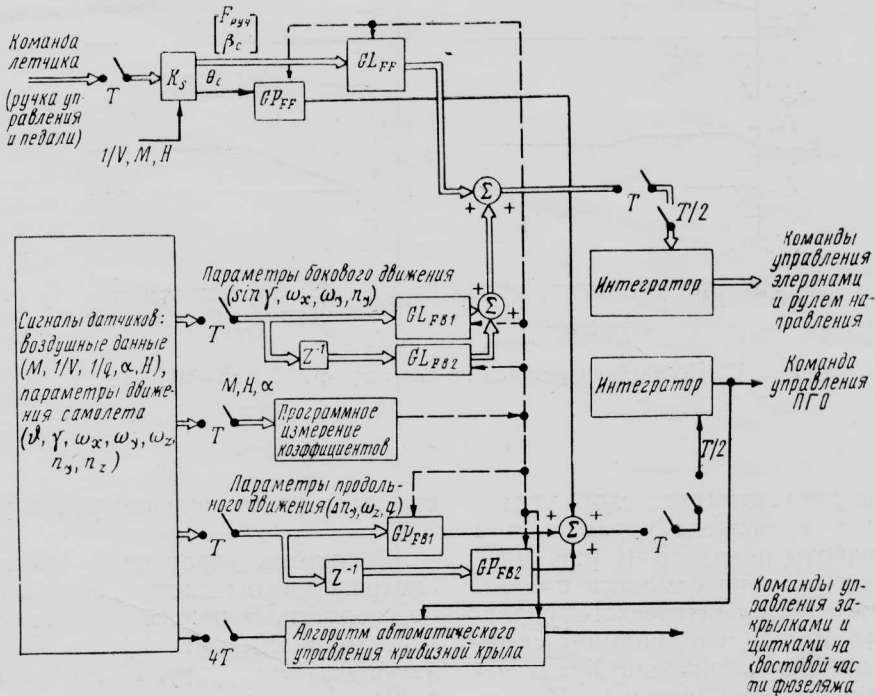 Команда
летчика
(ручка уп-
равления
и педали)
T
K_s
1/V, M, H
[F_руч
β_c]
θ_c
GL_FF
GP_FF
Σ
+ +
T
T/2
Интегратор
Команды
управления
элеронами
и рулем на-
правления
Сигналы датчиков:
воздушные данные
(M, 1/V, 1/q, α, H),
параметры движе-
ния самолета
(ϑ, γ, ω_x, ω_y, ω_z,
n_y, n_z)
Параметры бокового движения
(sin γ, ω_x, ω_y, n_y)
T
GL_FB1
Z⁻¹
GL_FB2
+ Σ +
Интегратор
Команда
управления
ПГО
T/2
M, H, α
T
Программное
измерение
коэффициентов
Параметры продоль-
ного движения (Δn_y, ω_z, q)
T
GP_FB1
Z⁻¹
GP_FB2
+ + Σ + +
T
4T
Алгоритм автоматического
управления кривизной крыла
Команды уп-
равления за-
крылками и
щитками на
хвостовой час
ти фюзеляжа